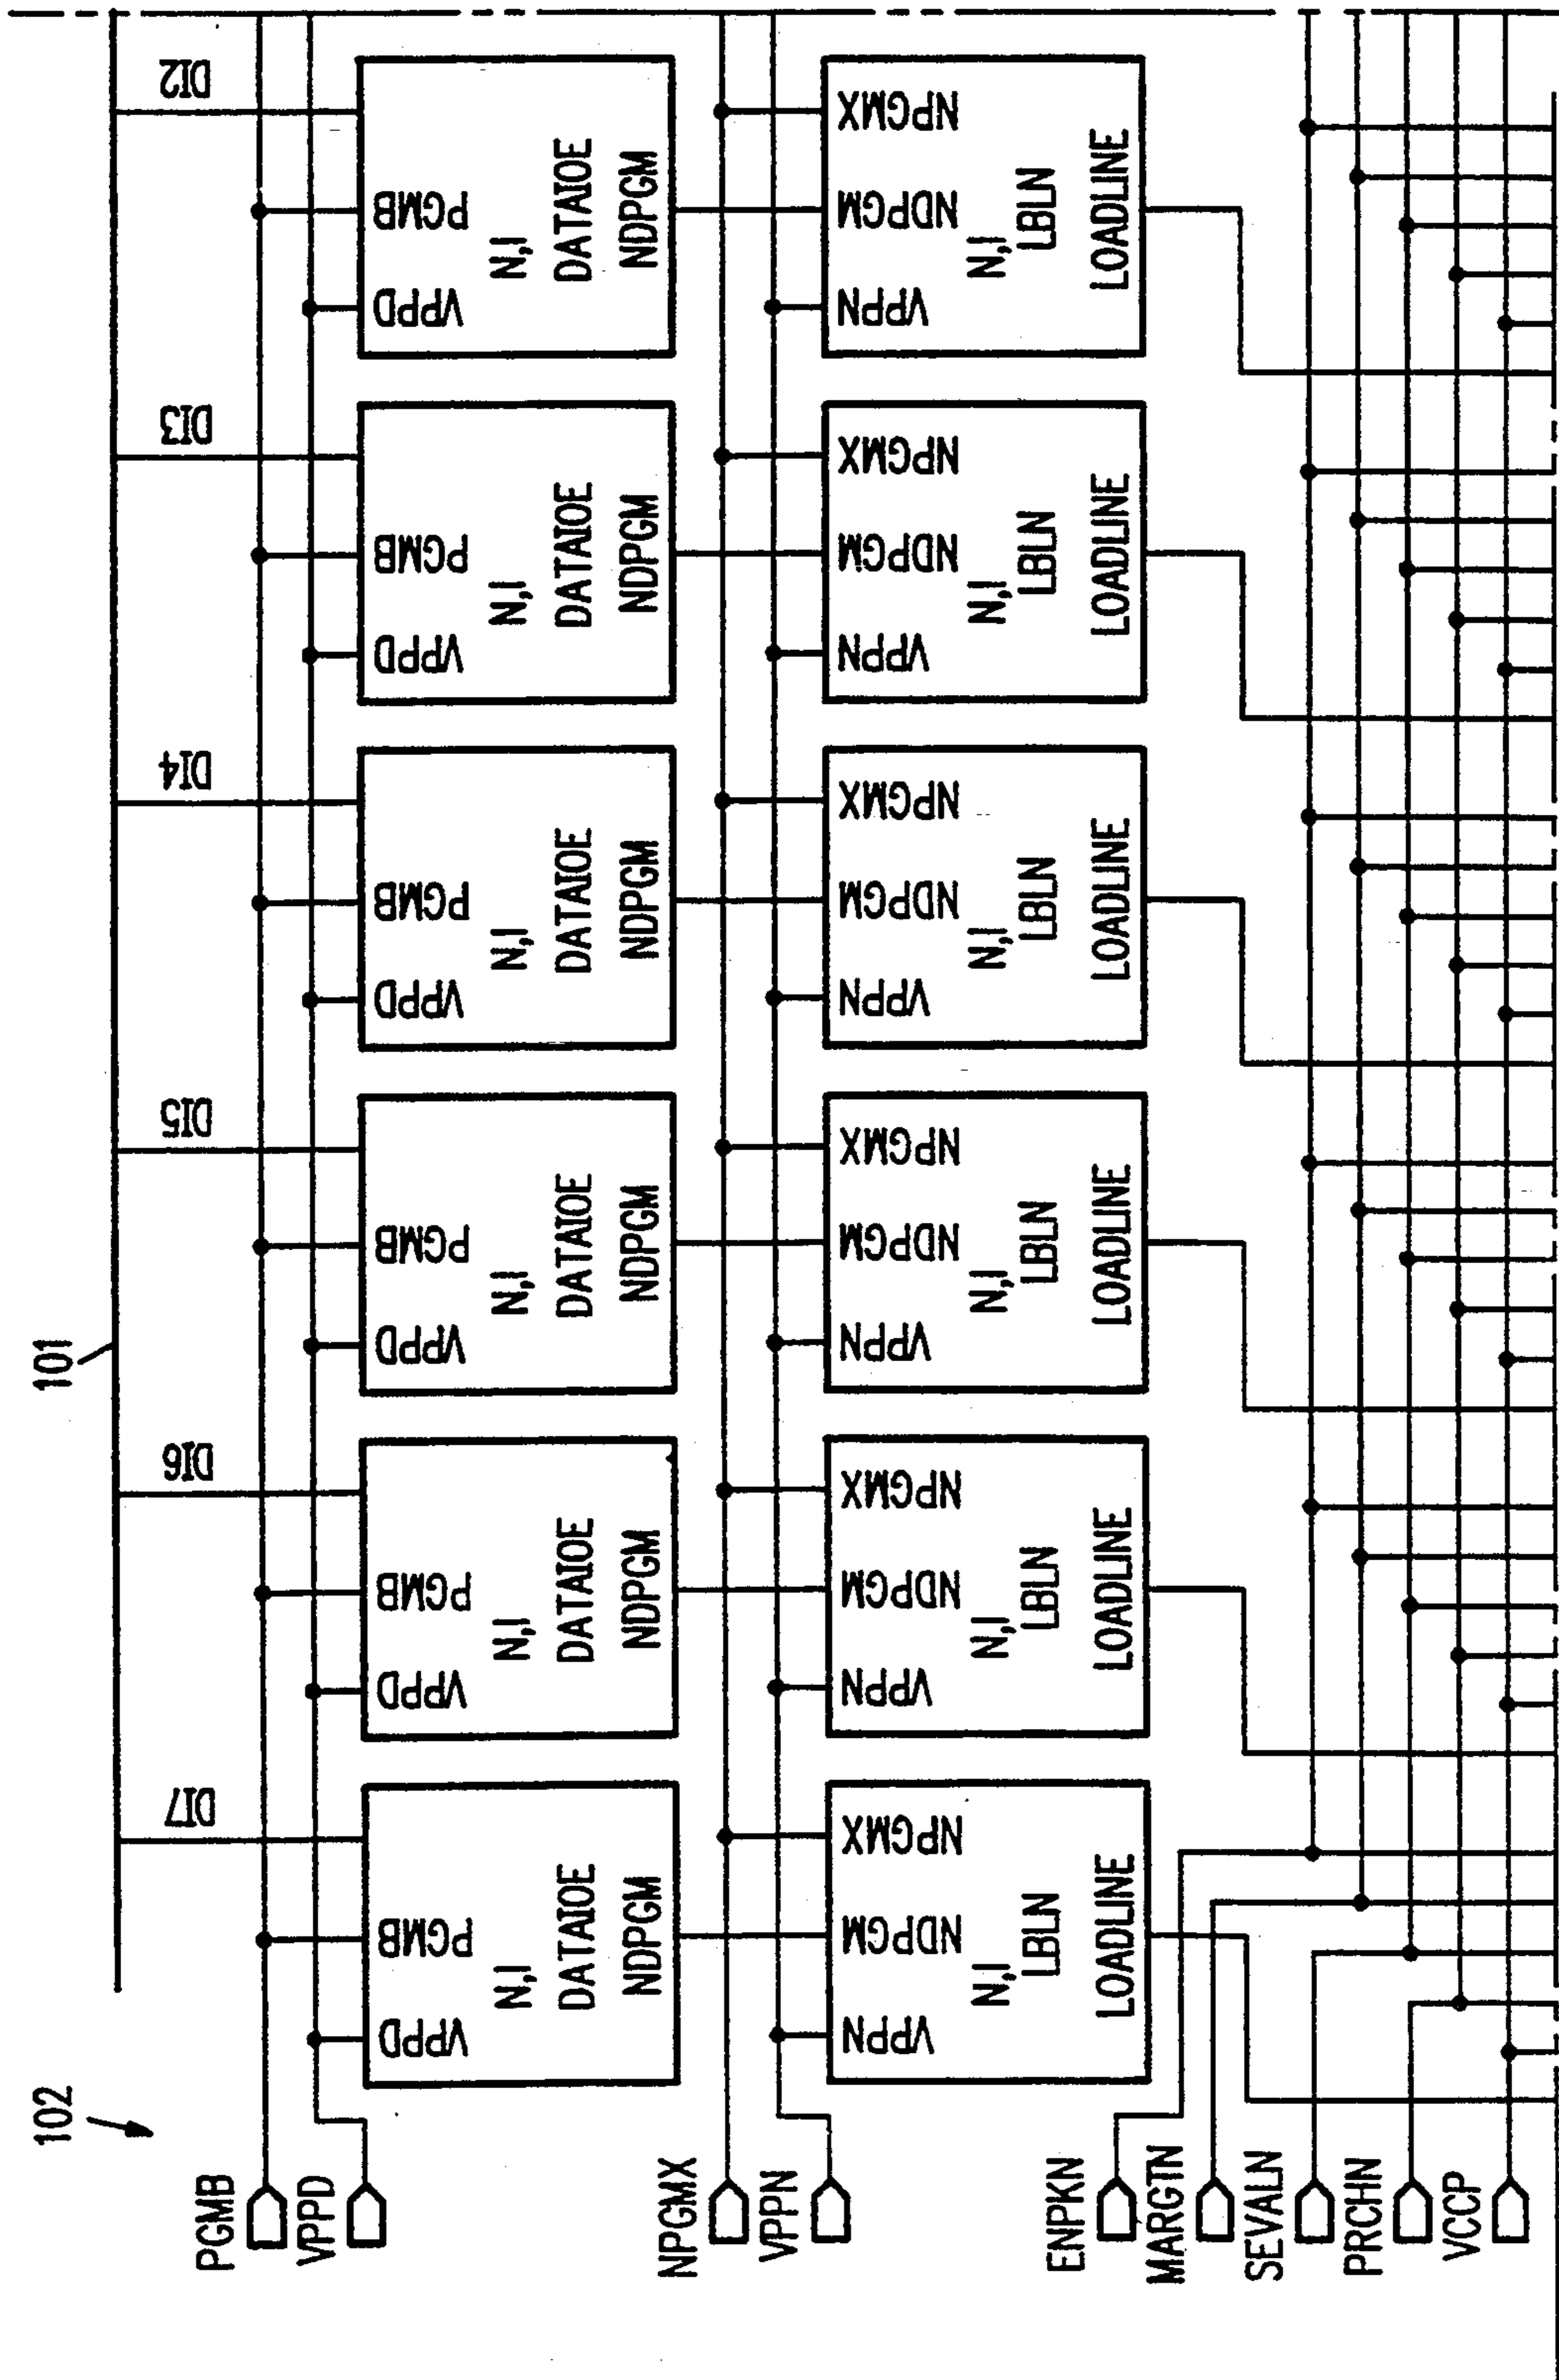 102
101
DI7
DI6
DI5
DI4
DI3
DI2
PGMB
VPPD
VPPD
PGMB
N,I
DATAIOE
NDPGM
VPPD
PGMB
N,I
DATAIOE
NDPGM
VPPD
PGMB
N,I
DATAIOE
NDPGM
VPPD
PGMB
N,I
DATAIOE
NDPGM
VPPD
PGMB
N,I
DATAIOE
NDPGM
VPPD
PGMB
N,I
DATAIOE
NDPGM
NPGMX
VPPN
VPPN
NDPGM
NPGMX
N,I
LBLN
LOADLINE
VPPN
NDPGM
NPGMX
N,I
LBLN
LOADLINE
VPPN
NDPGM
NPGMX
N,I
LBLN
LOADLINE
VPPN
NDPGM
NPGMX
N,I
LBLN
LOADLINE
VPPN
NDPGM
NPGMX
N,I
LBLN
LOADLINE
VPPN
NDPGM
NPGMX
N,I
LBLN
LOADLINE
ENPKN
MARGTN
SEVALN
PRCHN
VCCP